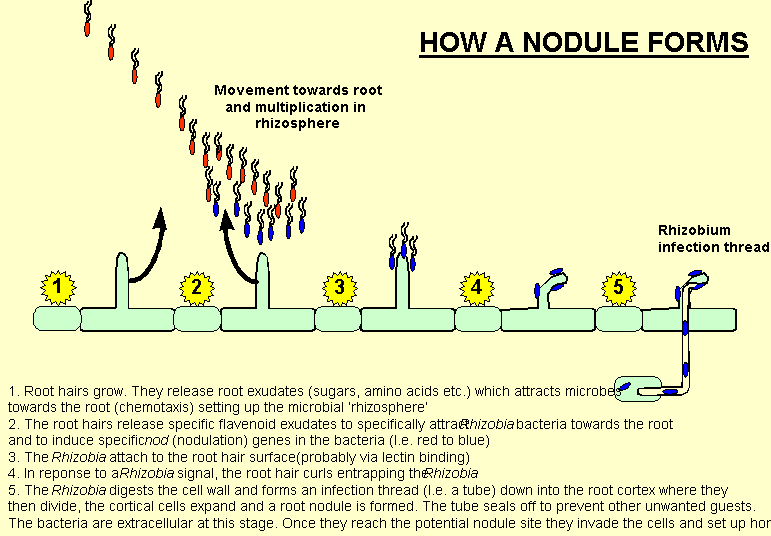 HOW A NODULE FORMS
Movement towards root
and multiplication in
rhizosphere
Rhizobium
infection thread
1
2
3
4
5
1. Root hairs grow. They release root exudates (sugars, amino acids etc.) which attracts microbes
towards the root (chemotaxis) setting up the microbial 'rhizosphere'
2. The root hairs release specific flavenoid exudates to specifically attract Rhizobia bacteria towards the root
and to induce specific nod (nodulation) genes in the bacteria (I.e. red to blue)
3. The Rhizobia attach to the root hair surface(probably via lectin binding)
4. In reponse to a Rhizobia signal, the root hair curls entrapping the Rhizobia
5. The Rhizobia digests the cell wall and forms an infection thread (I.e. a tube) down into the root cortex where they
then divide, the cortical cells expand and a root nodule is formed. The tube seals off to prevent other unwanted guests.
The bacteria are extracellular at this stage. Once they reach the potential nodule site they invade the cells and set up hor